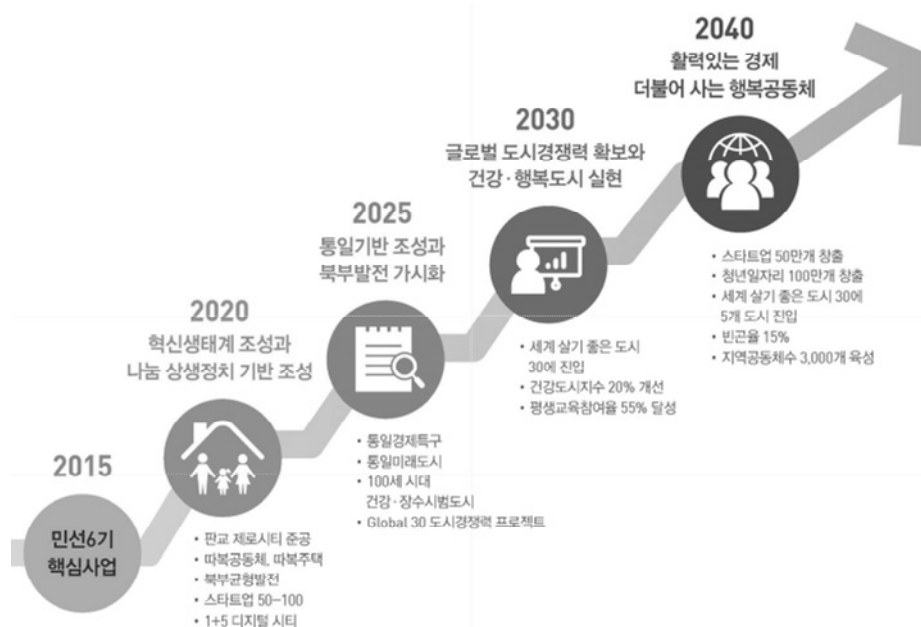 2015
민선6기
핵심사업
2020
혁신생태계 조성과
나눔 상생정치 기반 조성
• 판교 제로시티 준공
• 따복공동체, 따복주택
• 북부균형발전
• 스타트업 50-100
• 1+5 디지털 시티
2025
통일기반 조성과
북부발전 가시화
• 통일경제특구
• 통일미래도시
• 100세 시대
건강·장수시범도시
• Global 30 도시경쟁력 프로젝트
2030
글로벌 도시경쟁력 확보와
건강·행복도시 실현
• 세계 살기 좋은 도시
30에 진입
• 건강도시지수 20% 개선
• 평생교육참여율 55% 달성
2040
활력있는 경제
더불어 사는 행복공동체
• 스타트업 50만개 창출
• 청년일자리 100만개 창출
• 세계 살기 좋은 도시 30에
5개 도시 진입
• 빈곤율 15%
• 지역공동체수 3,000개 육성